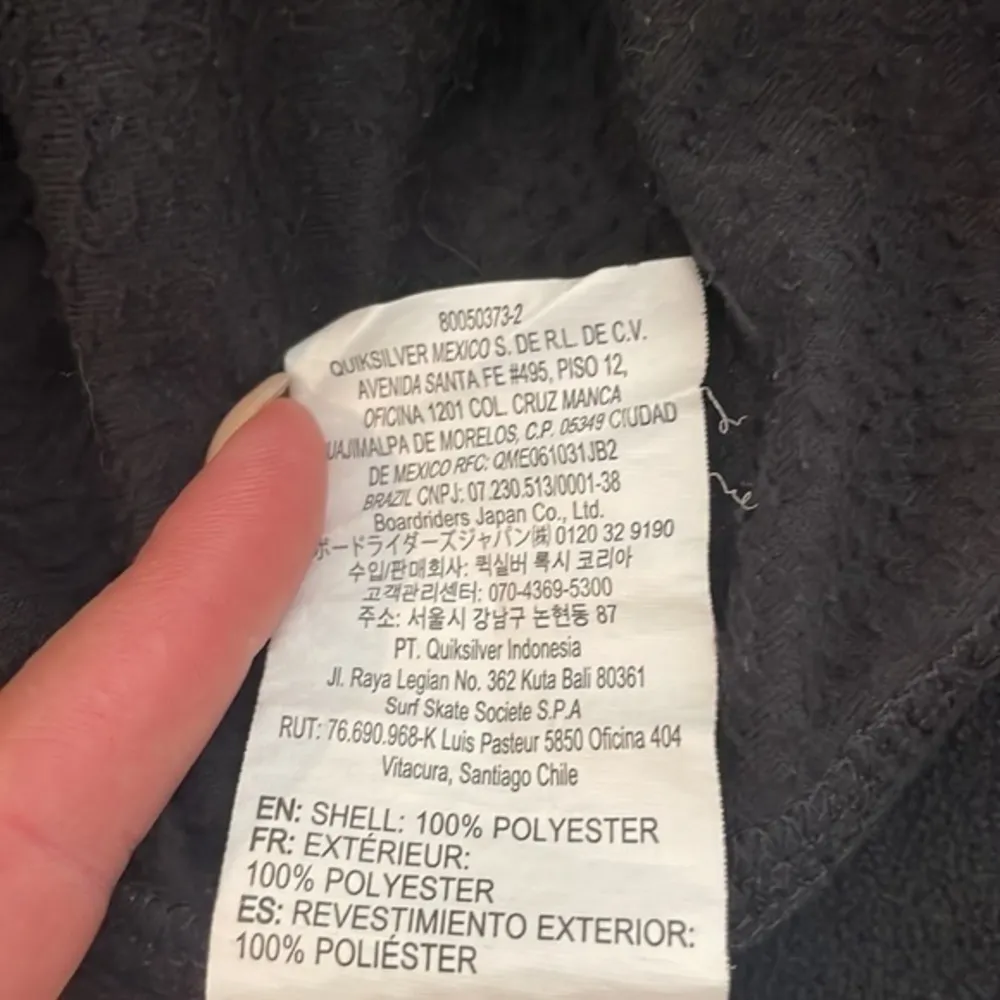 80050373-2
QUIKSILVER MEXICO S. DE R.L. DE C.V.
AVENIDA SANTA FE #495, PISO 12,
OFICINA 1201 COL. CRUZ MANCA
UAJIMALPA DE MORELOS, C.P. 05349 CIUDAD
DE MEXICO RFC: QME061031JB2
BRAZIL CNPJ: 07.230.513/0001-38
Boardriders Japan Co., Ltd.
ボードライダーズジャパン㈱ 0120 32 9190
수입/판매회사: 퀵실버 록시 코리아
고객관리센터: 070-4369-5300
주소: 서울시 강남구 논현동 87
PT. Quiksilver Indonesia
Jl. Raya Legian No. 362 Kuta Bali 80361
Surf Skate Societe S.P.A
RUT: 76.690.968-K Luis Pasteur 5850 Oficina 404
Vitacura, Santiago Chile
EN: SHELL: 100% POLYESTER
FR: EXTÉRIEUR:
100% POLYESTER
ES: REVESTIMIENTO EXTERIOR:
100% POLIÉSTER